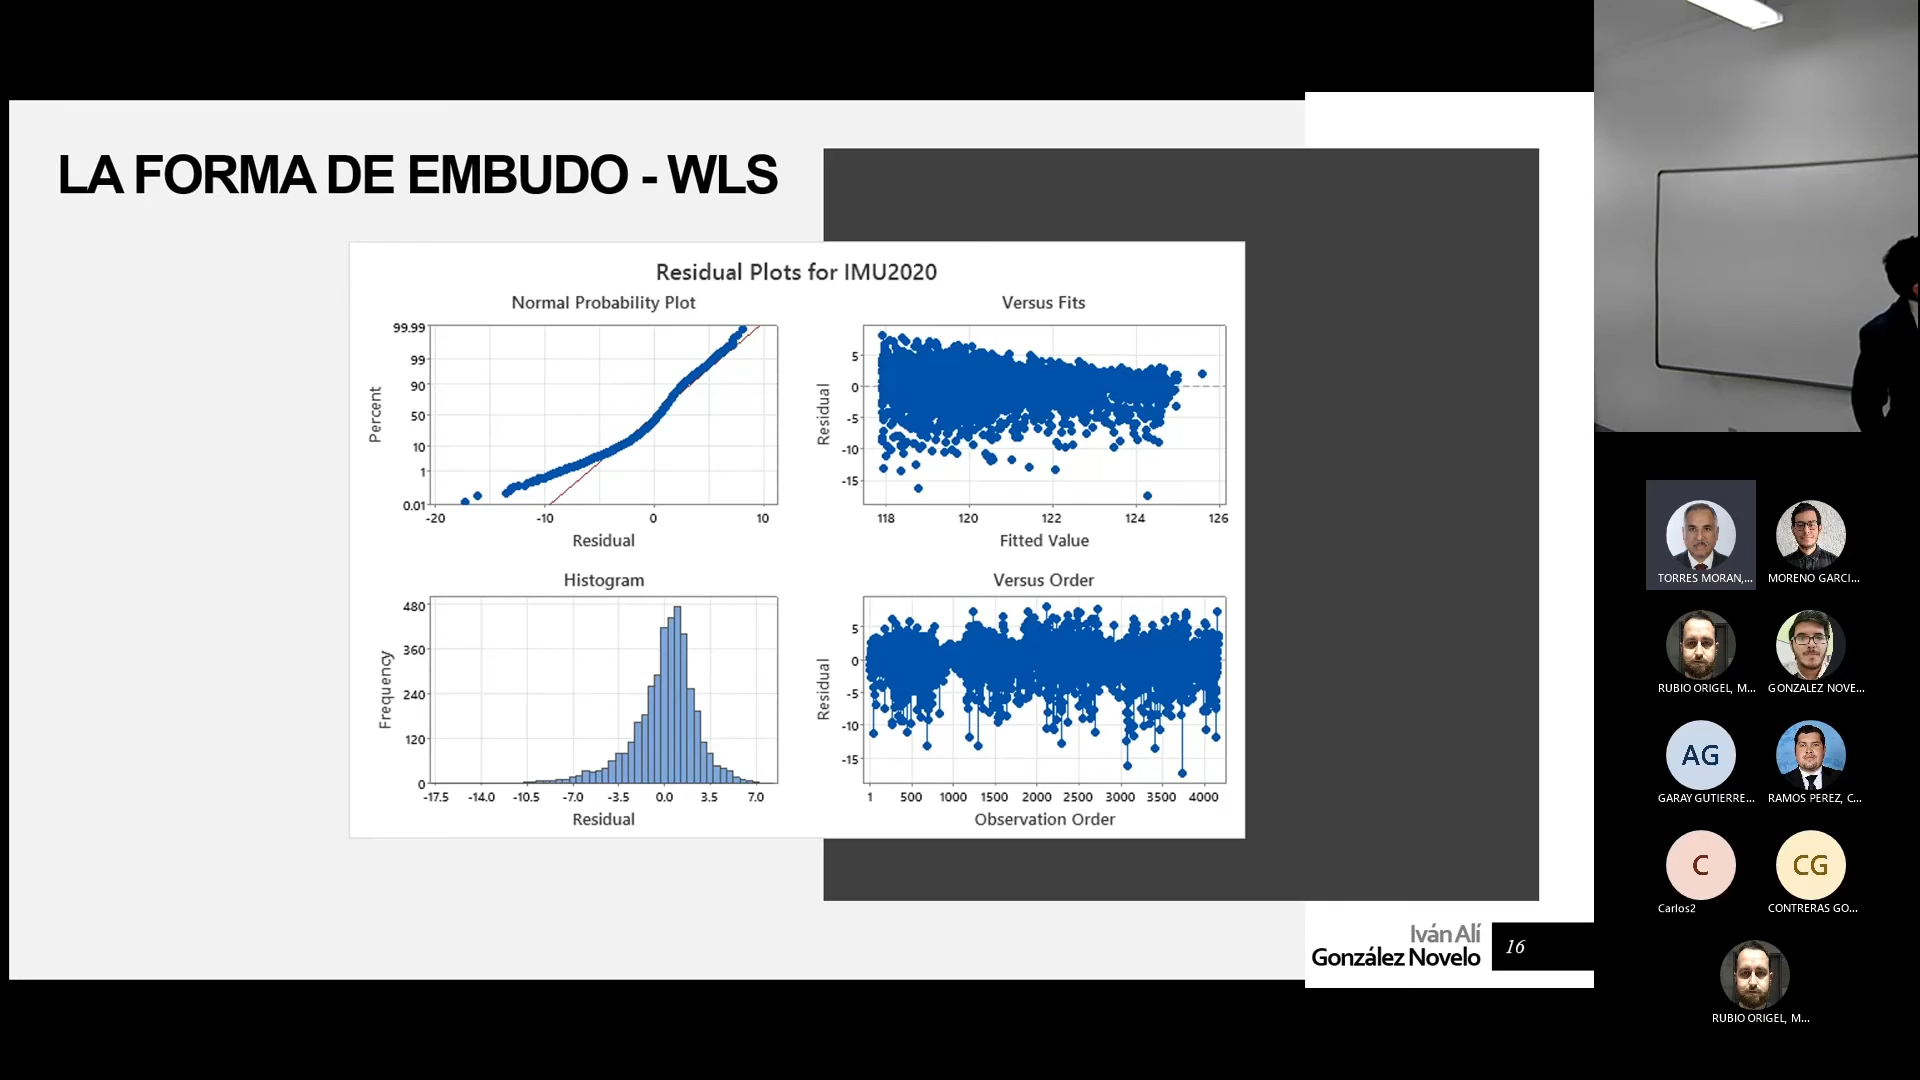 LA FORMA DE EMBUDO - WLS
Residual Plots for IMU2020
Normal Probability Plot
Percent
99.99
99
90
50
10
1
0.01
-20
-10
0
10
Residual
Versus Fits
Residual
5
0
-5
-10
-15
118
120
122
124
126
Fitted Value
Histogram
Frequency
480
360
240
120
0
-17.5
-14.0
-10.5
-7.0
-3.5
0.0
3.5
7.0
Residual
Versus Order
Residual
5
0
-5
-10
-15
1
500
1000
1500
2000
2500
3000
3500
4000
Observation Order
Iván Alí
González Novelo
16
TORRES MORAN,...
MORENO GARCI...
RUBIO ORIGEL, M...
GONZALEZ NOVE...
AG
GARAY GUTIERRE...
RAMOS PEREZ, C...
C
Carlos2
CG
CONTRERAS GO...
RUBIO ORIGEL, M...